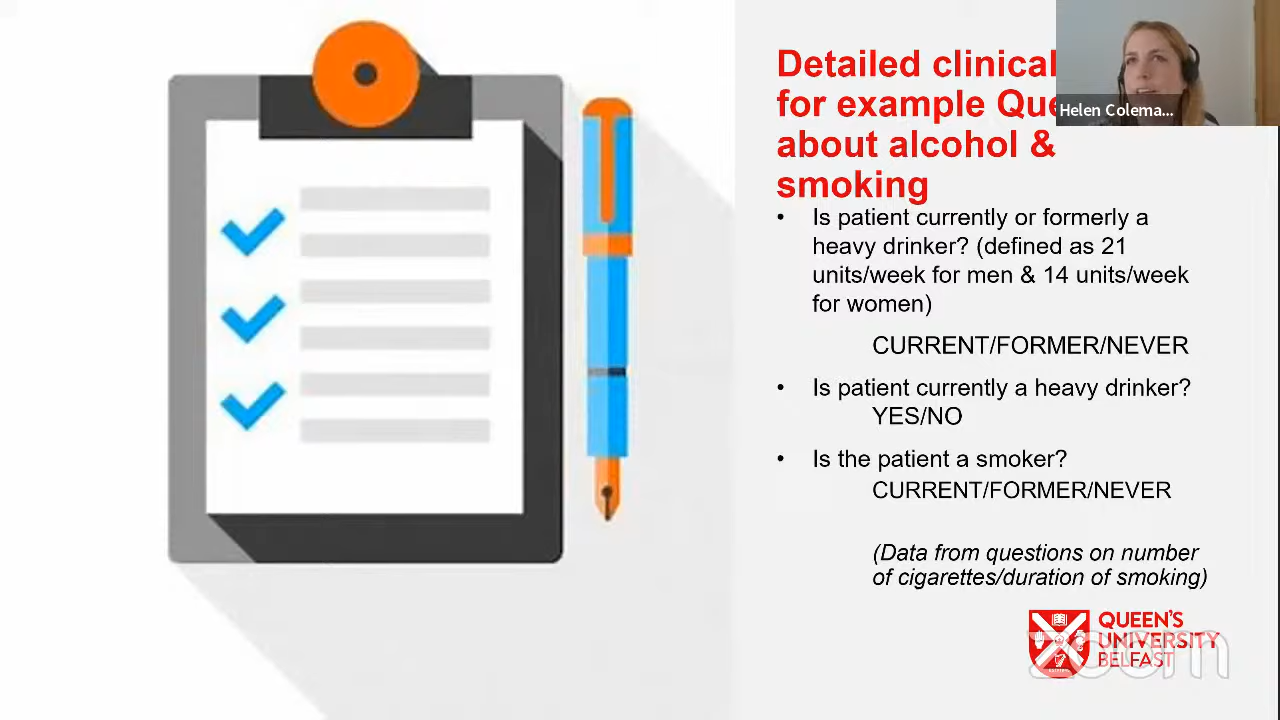 Detailed clinical
for example Que
about alcohol &
smoking
Helen Colema...
• Is patient currently or formerly a
heavy drinker? (defined as 21
units/week for men & 14 units/week
for women)
CURRENT/FORMER/NEVER
• Is patient currently a heavy drinker?
YES/NO
• Is the patient a smoker?
CURRENT/FORMER/NEVER
(Data from questions on number
of cigarettes/duration of smoking)
QUEEN'S
UNIVERSITY
BELFAST
zoom